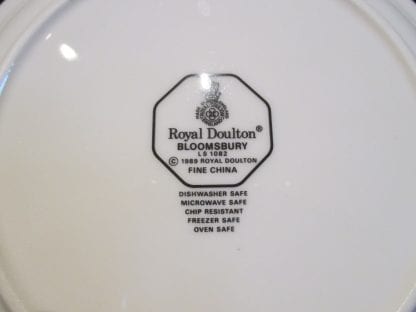 Royal Doulton®
BLOOMSBURY
LS 1082
© 1989 ROYAL DOULTON
FINE CHINA
DISHWASHER SAFE
MICROWAVE SAFE
CHIP RESISTANT
FREEZER SAFE
OVEN SAFE